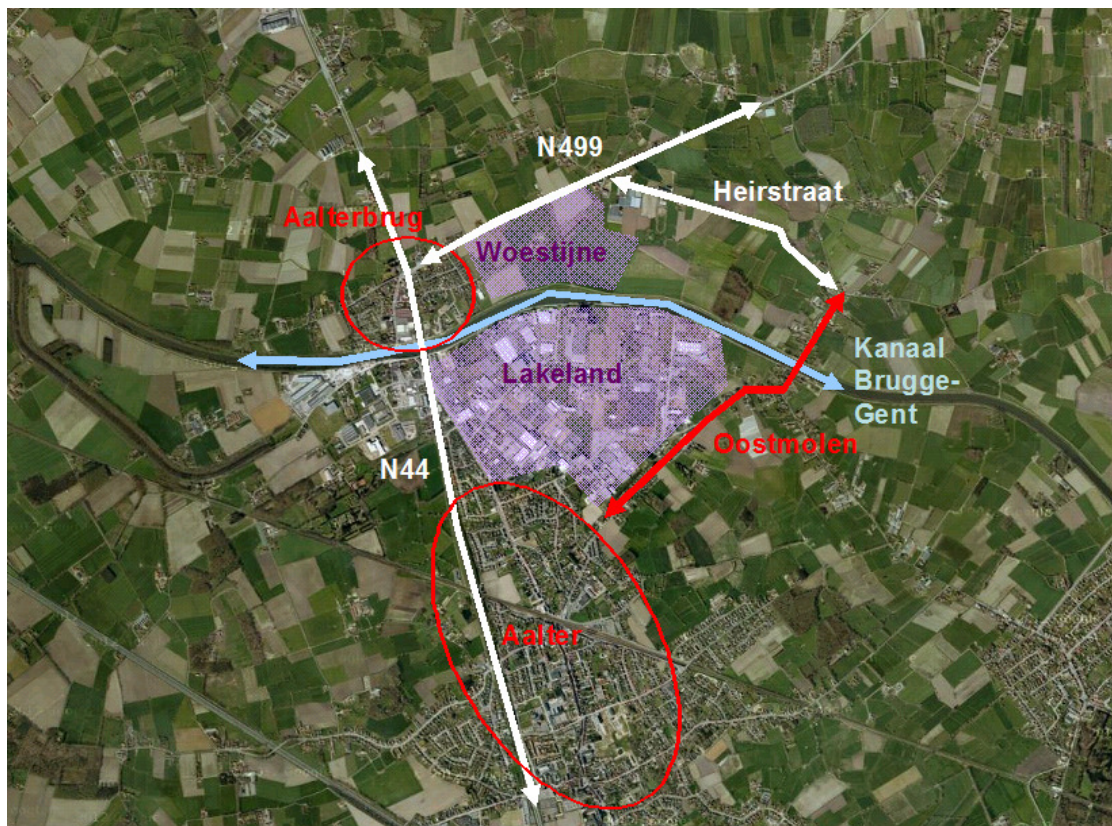 N499
Heirstraat
Aalterbrug
Woestijne
Kanaal
Brugge-
Gent
Lakeland
Oostmolen
N44
Aalter